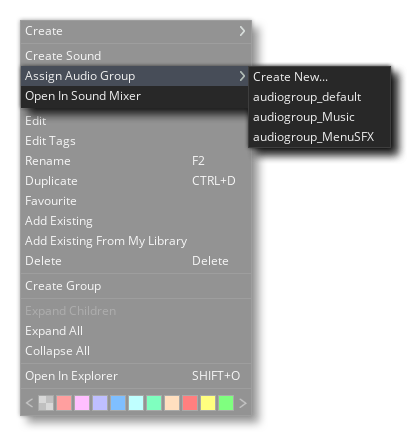 Create
Create Sound
Assign Audio Group
Open In Sound Mixer
Create New...
audiogroup_default
audiogroup_Music
audiogroup_MenuSFX
Edit
Edit Tags
Rename F2
Duplicate CTRL+D
Favourite
Add Existing
Add Existing From My Library
Delete Delete
Create Group
Expand Children
Expand All
Collapse All
Open In Explorer SHIFT+O